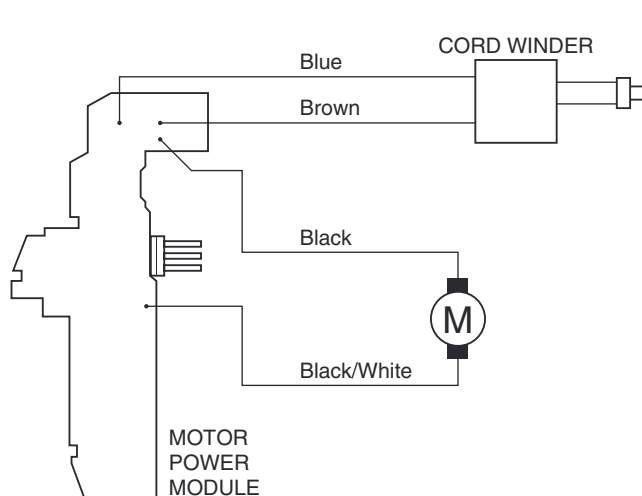 CORD WINDER
Blue
Brown
Black
M
Black/White
MOTOR
POWER
MODULE